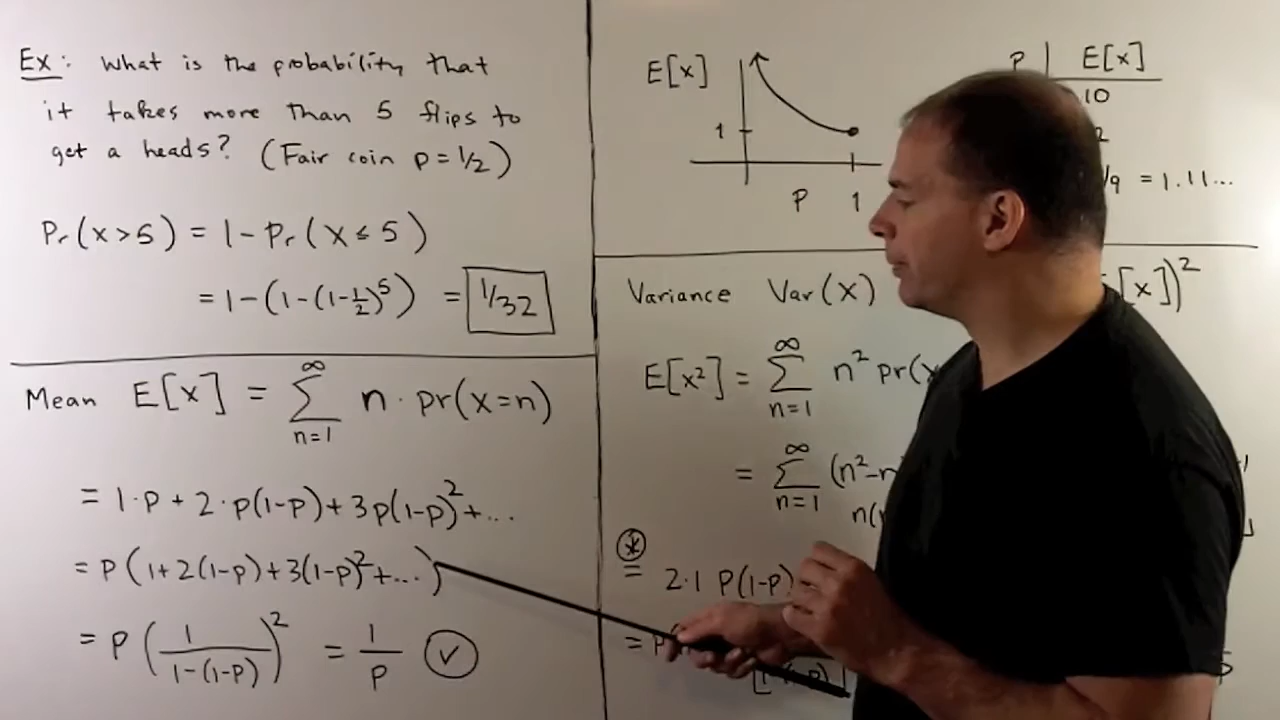 Ex: What is the probability that
it takes more than 5 flips to
get a heads? (Fair coin p = 1/2)
Pr(x>5) = 1 - Pr(x ≤ 5)
= 1-(1-(1-1/2)^5) = 1/32
Mean E[x] = ∑_{n=1}^{∞} n · pr(x=n)
= 1·p + 2·p(1-p) + 3p(1-p)^2 + ...
= p(1+2(1-p)+3(1-p)^2+...)
= p(1/(1-(1-p)))^2 = 1/p ✓
E[x]
1
p 1
P E[x]
10
2
/9 = 1.11...
Variance Var(x) [x])^2
E[x^2] = ∑_{n=1}^{∞} n^2 pr(x
= ∑_{n=1}^{∞} (n^2-n
n(
* = 2·1 p(1-p)
= p